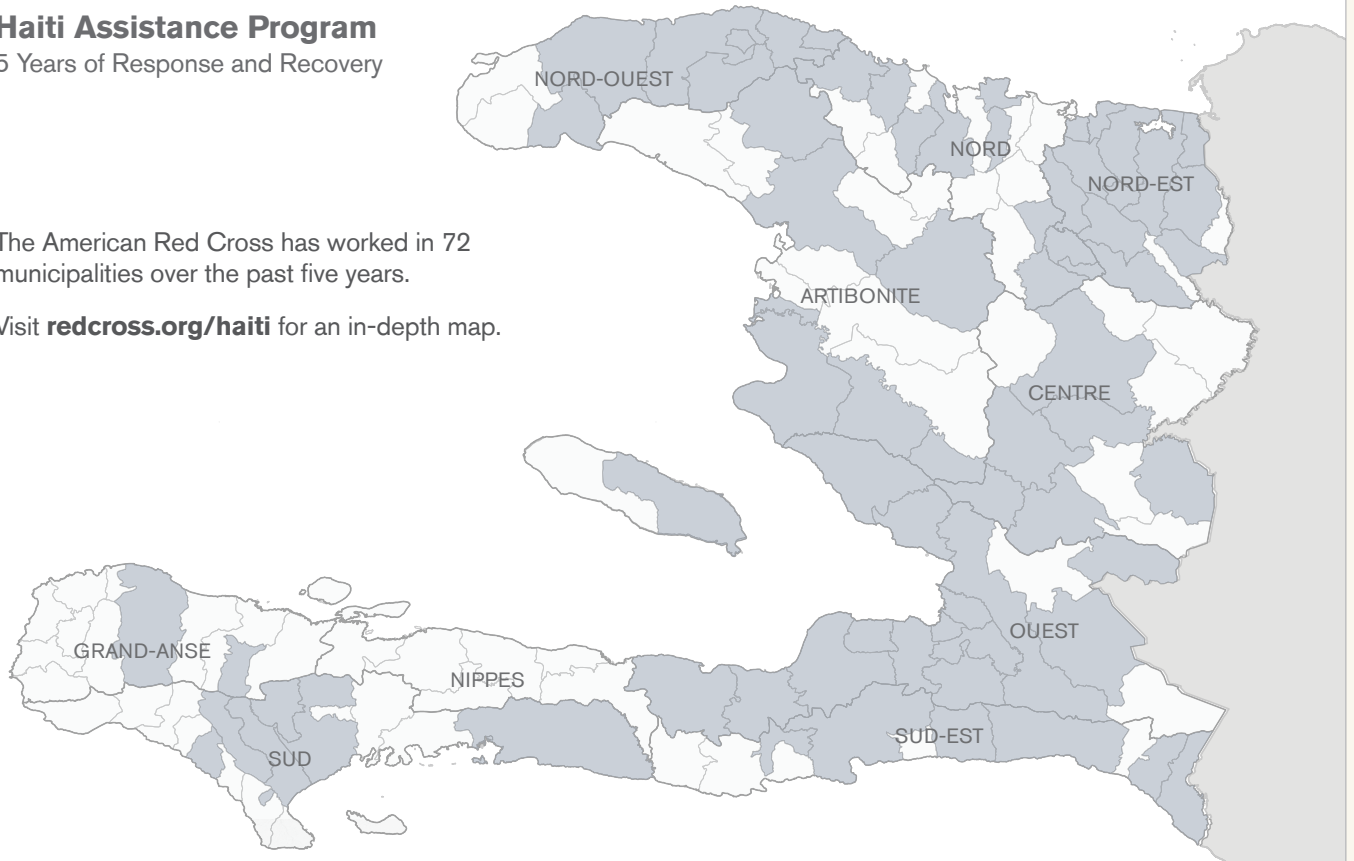 Haiti Assistance Program
5 Years of Response and Recovery
NORD-OUEST
NORD
NORD-EST
The American Red Cross has worked in 72
municipalities over the past five years.
ARTIBONITE
Visit redcross.org/haiti for an in-depth map.
CENTRE
OUEST
GRAND-ANSE
NIPPES
SUD-EST
SUD